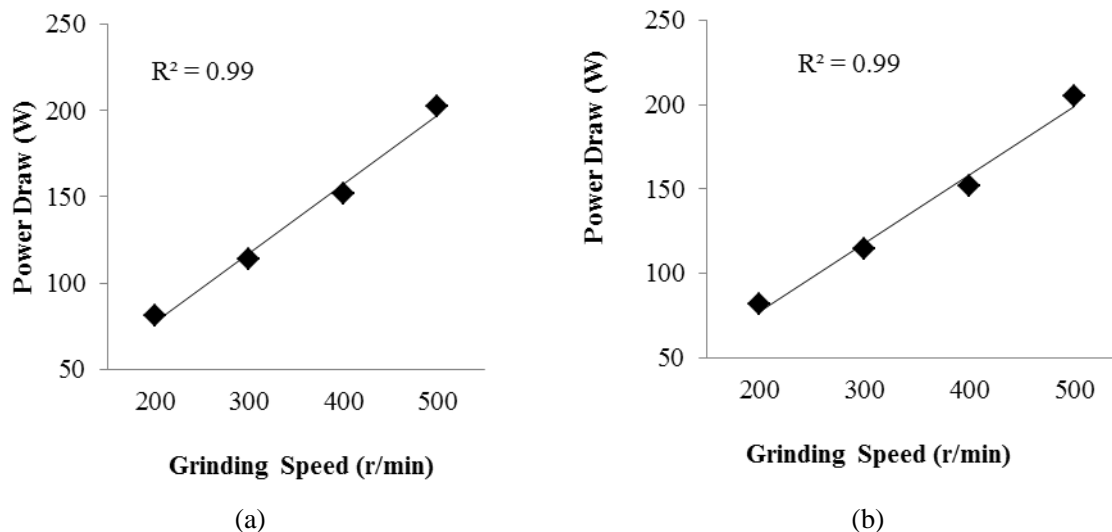 250
200
150
100
50
Power Draw (W)
R² = 0.99
200 300 400 500
Grinding Speed (r/min)
(a)
250
200
150
100
50
Power Draw (W)
R² = 0.99
200 300 400 500
Grinding Speed (r/min)
(b)